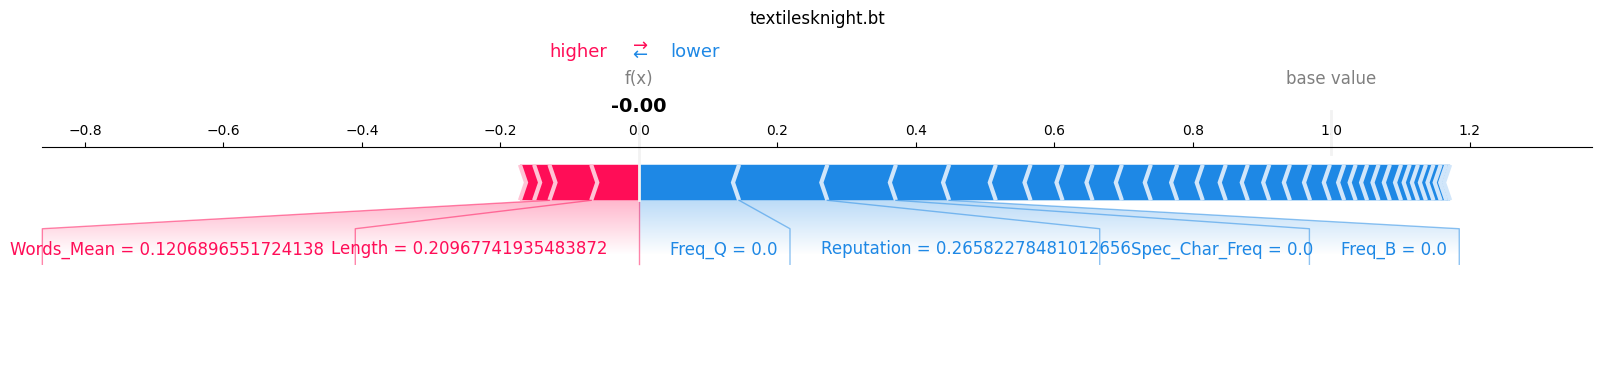 textilesknight.bt
higher ⇄ lower
f(x) base value
-0.00
−0.8 −0.6 −0.4 −0.2 0.0 0.2 0.4 0.6 0.8 1.0 1.2
Words_Mean = 0.1206896551724138 Length = 0.20967741935483872 Freq_Q = 0.0 Reputation = 0.26582278481012656 Spec_Char_Freq = 0.0 Freq_B = 0.0